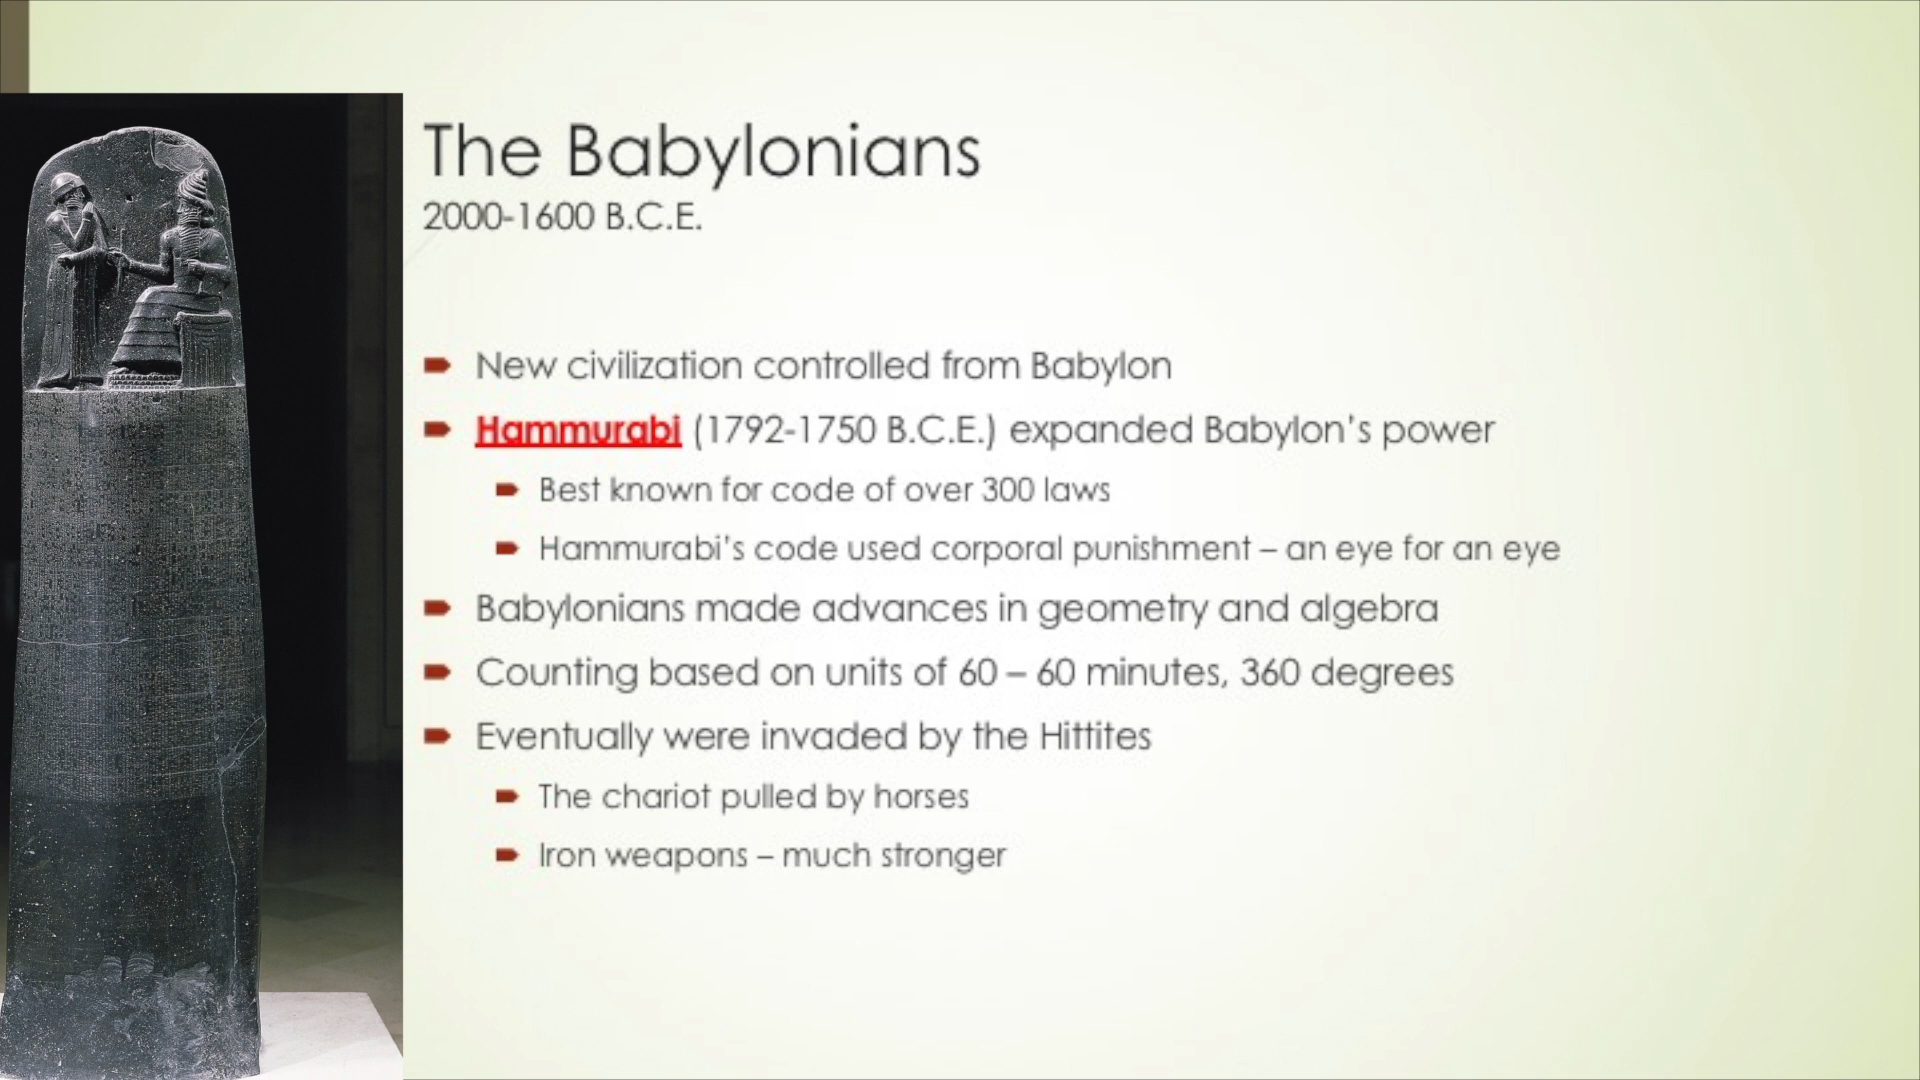 The Babylonians
2000-1600 B.C.E.
New civilization controlled from Babylon
Hammurabi (1792-1750 B.C.E.) expanded Babylon’s power
Best known for code of over 300 laws
Hammurabi’s code used corporal punishment – an eye for an eye
Babylonians made advances in geometry and algebra
Counting based on units of 60 – 60 minutes, 360 degrees
Eventually were invaded by the Hittites
The chariot pulled by horses
Iron weapons – much stronger